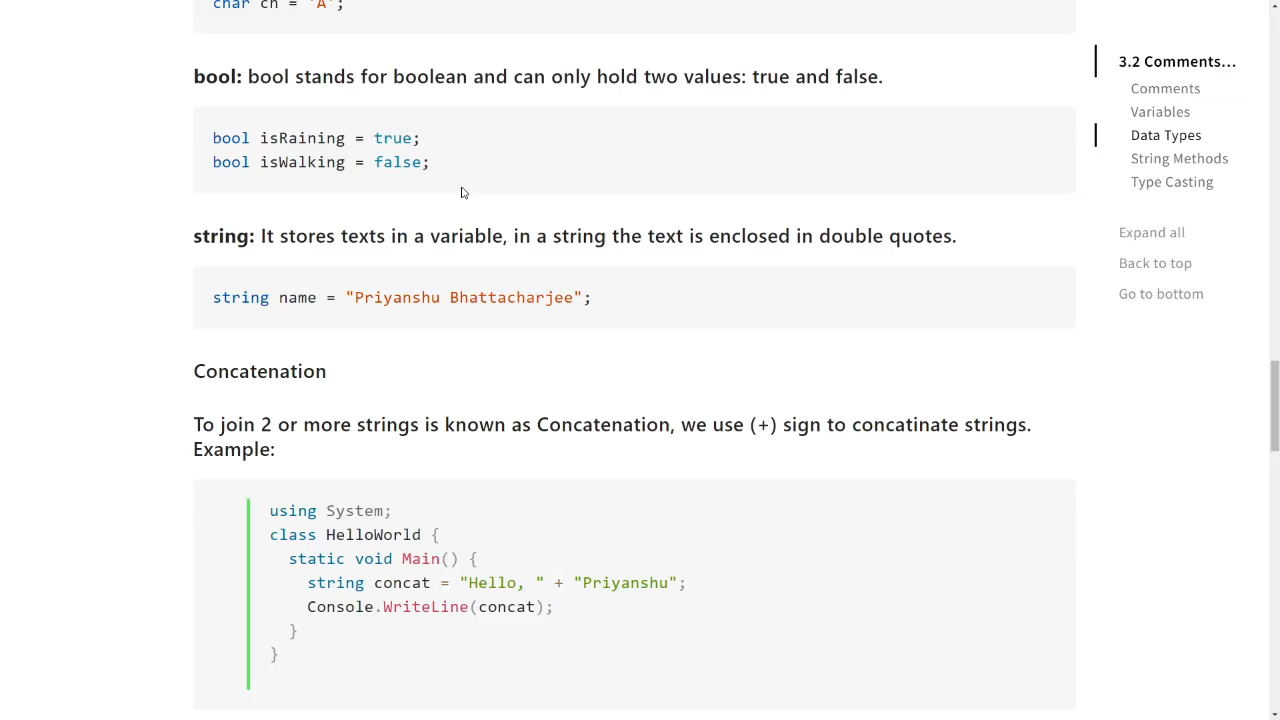 char ch = 'A';
bool: bool stands for boolean and can only hold two values: true and false.
bool isRaining = true;
bool isWalking = false;
string: It stores texts in a variable, in a string the text is enclosed in double quotes.
string name = "Priyanshu Bhattacharjee";
Concatenation
To join 2 or more strings is known as Concatenation, we use (+) sign to concatinate strings.
Example:
using System;
class HelloWorld {
static void Main() {
string concat = "Hello, " + "Priyanshu";
Console.WriteLine(concat);
}
}
3.2 Comments...
Comments
Variables
Data Types
String Methods
Type Casting
Expand all
Back to top
Go to bottom